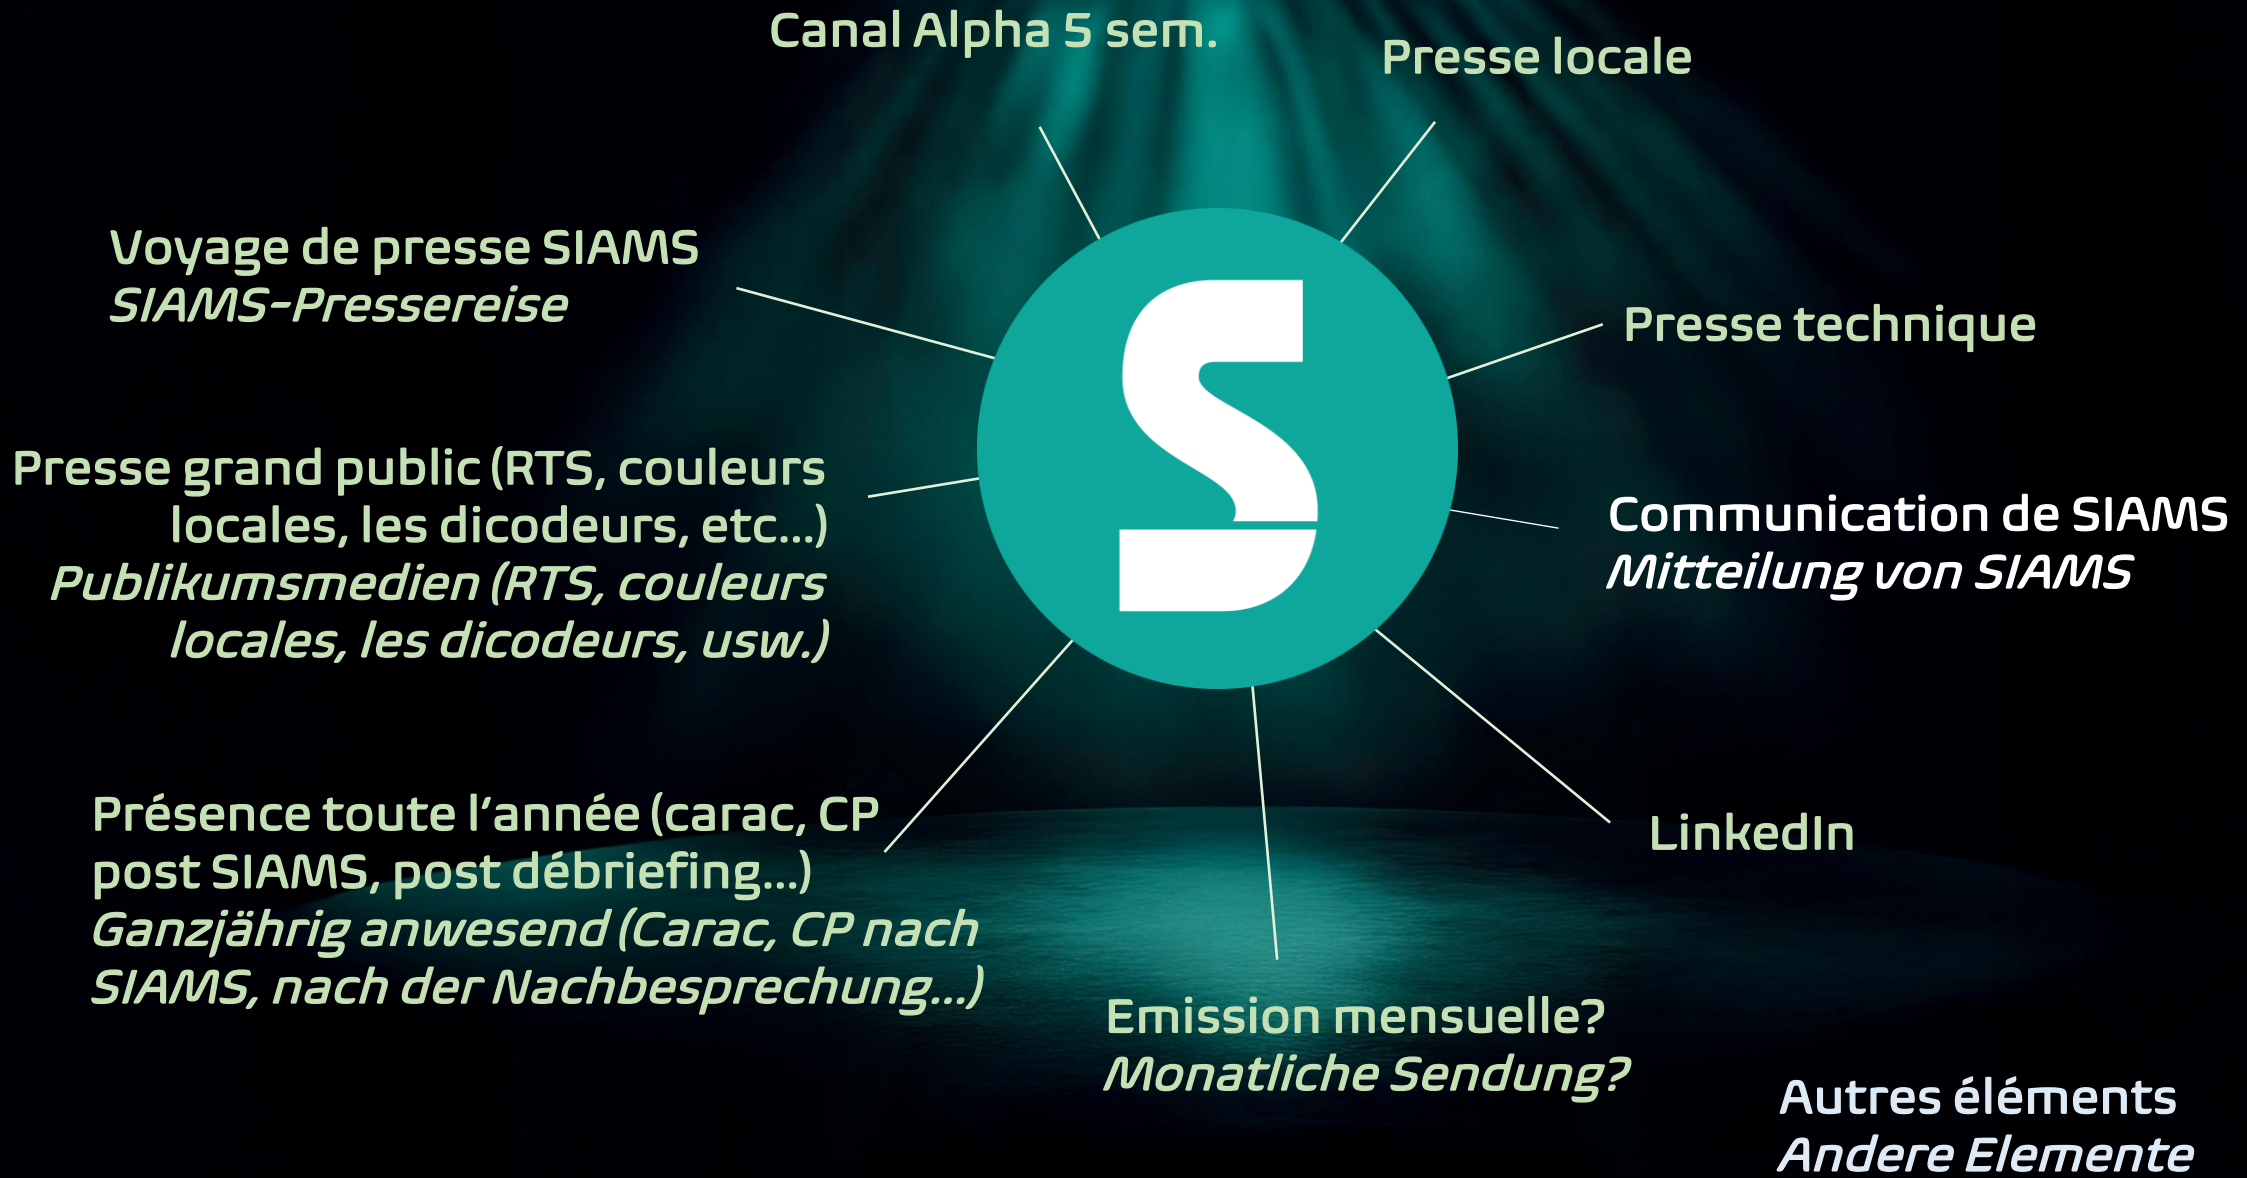 Canal Alpha 5 sem.
Presse locale
Voyage de presse SIAMS
SIAMS-Pressereise
Presse technique
Presse grand public (RTS, couleurs
locales, les dicodeurs, etc...)
Publikumsmedien (RTS, couleurs
locales, les dicodeurs, usw.)
Communication de SIAMS
Mitteilung von SIAMS
Présence toute l'année (carac, CP
post SIAMS, post débriefing...)
Ganzjährig anwesend (Carac, CP nach
SIAMS, nach der Nachbesprechung...)
LinkedIn
Emission mensuelle?
Monatliche Sendung?
Autres éléments
Andere Elemente
S